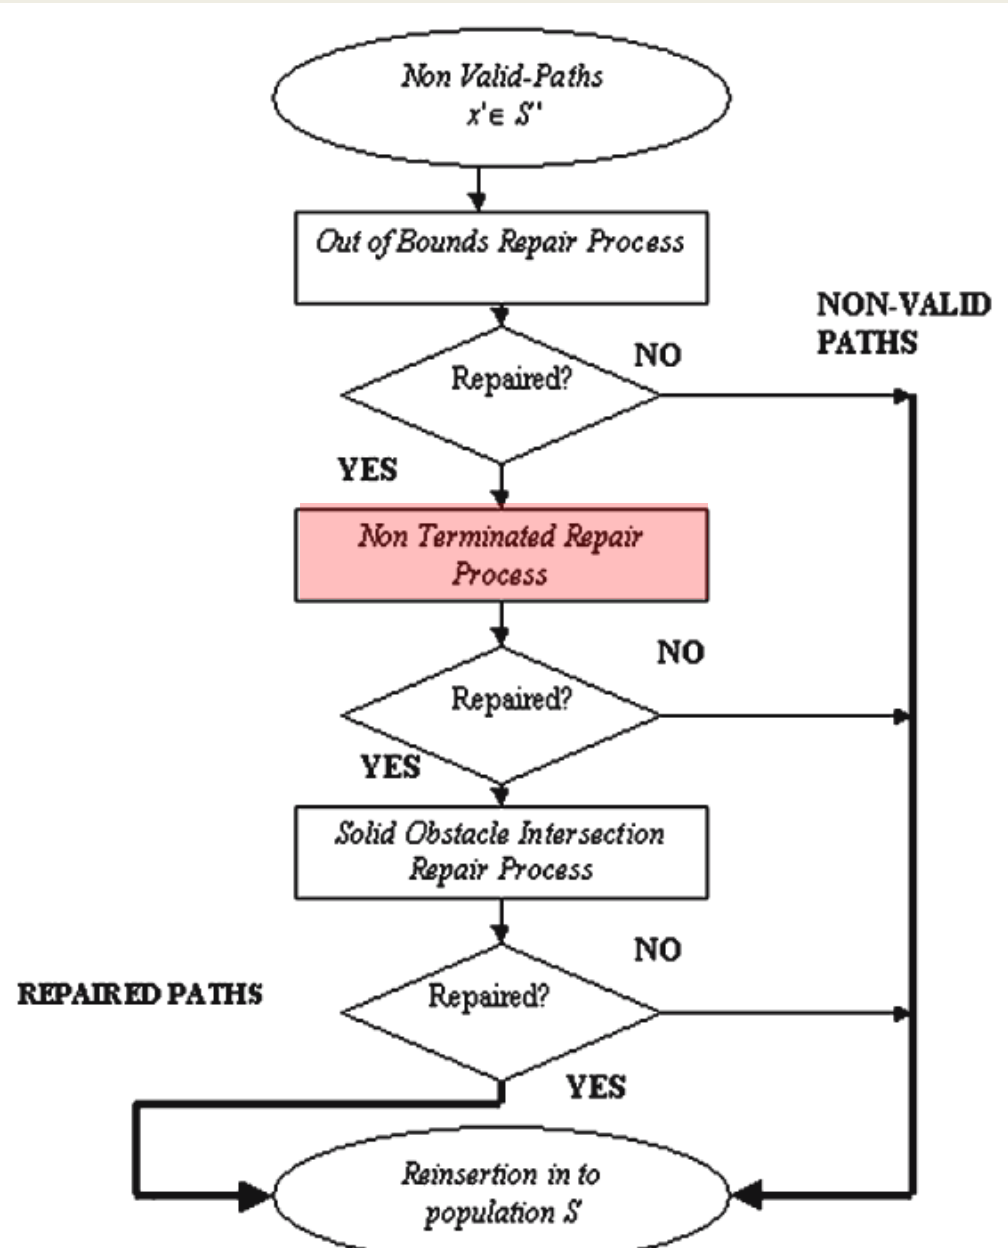 Non Valid-Paths
x'∈ S''
Out of Bounds Repair Process
NON-VALID
PATHS
NO
Repaired?
YES
Non Terminated Repair
Process
NO
Repaired?
YES
Solid Obstacle Intersection
Repair Process
NO
REPAIRED PATHS
Repaired?
YES
Reinsertion in to
population S